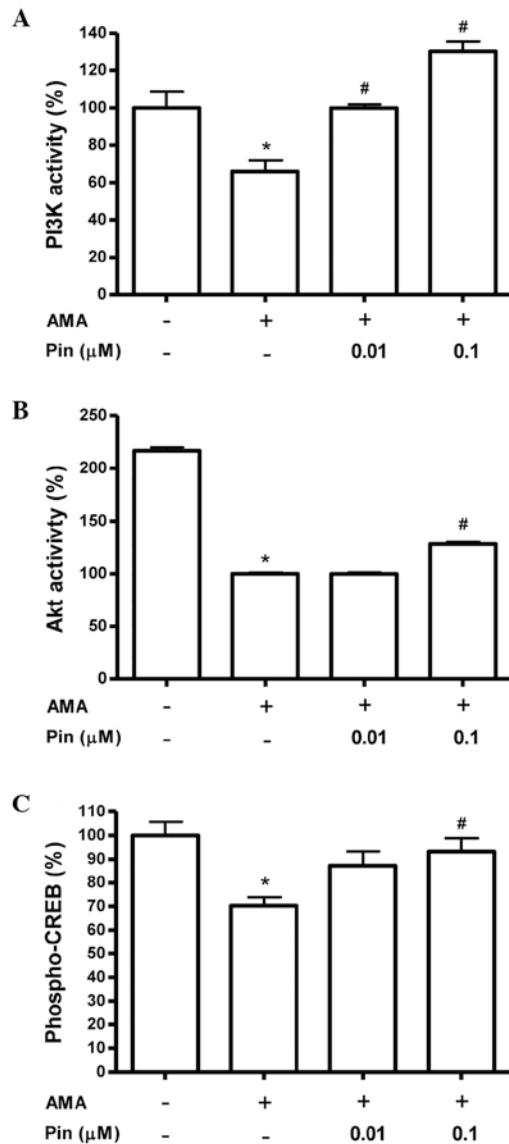 A
PI3K activity (%)
140
120
100
80
60
40
20
0
* # #
AMA - + + +
Pin (μM) - - 0.01 0.1
B
Akt activivty (%)
250
200
150
100
50
0
* #
AMA - + + +
Pin (μM) - - 0.01 0.1
C
Phospho-CREB (%)
110
100
90
80
70
60
50
40
30
20
10
0
* #
AMA - + + +
Pin (μM) - - 0.01 0.1